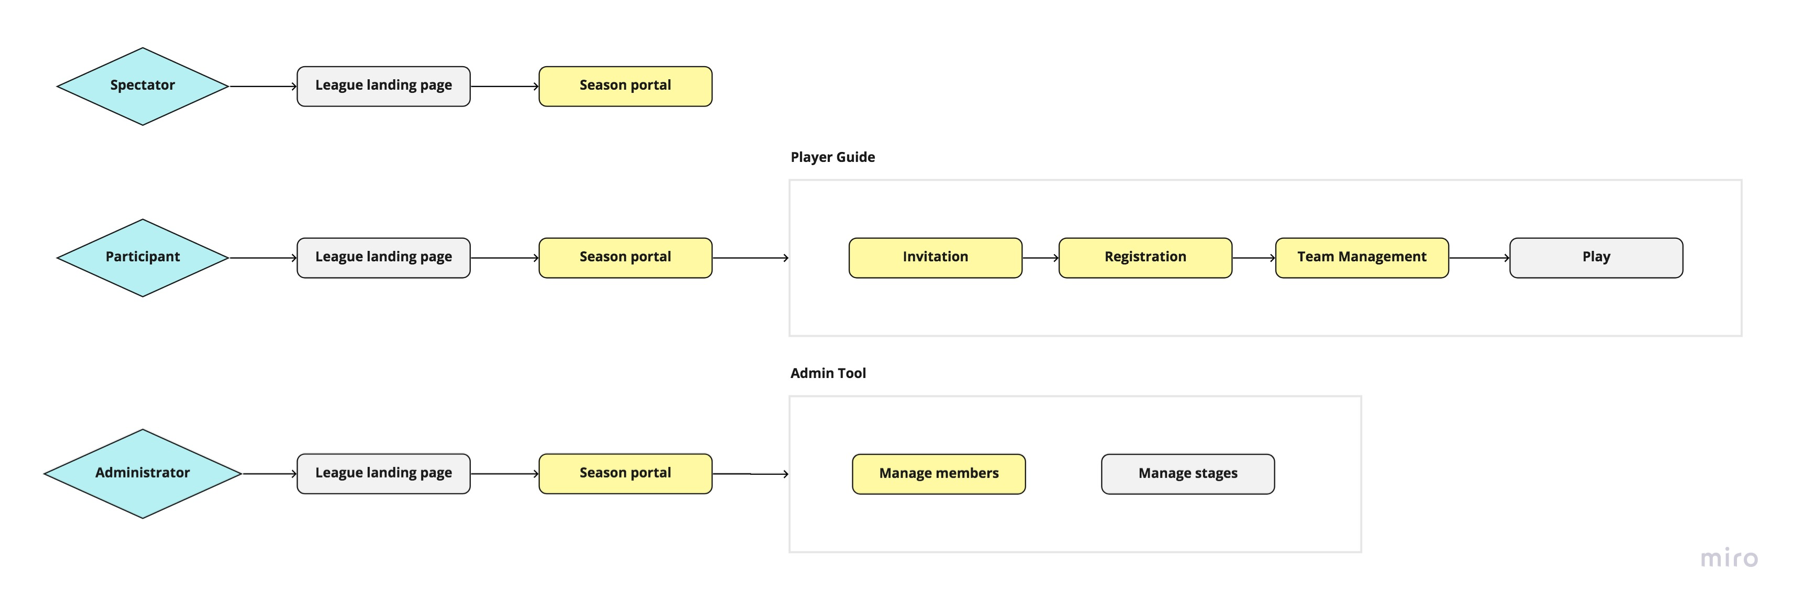 Spectator
League landing page
Season portal
Player Guide
Participant
League landing page
Season portal
Invitation
Registration
Team Management
Play
Admin Tool
Administrator
League landing page
Season portal
Manage members
Manage stages
miro